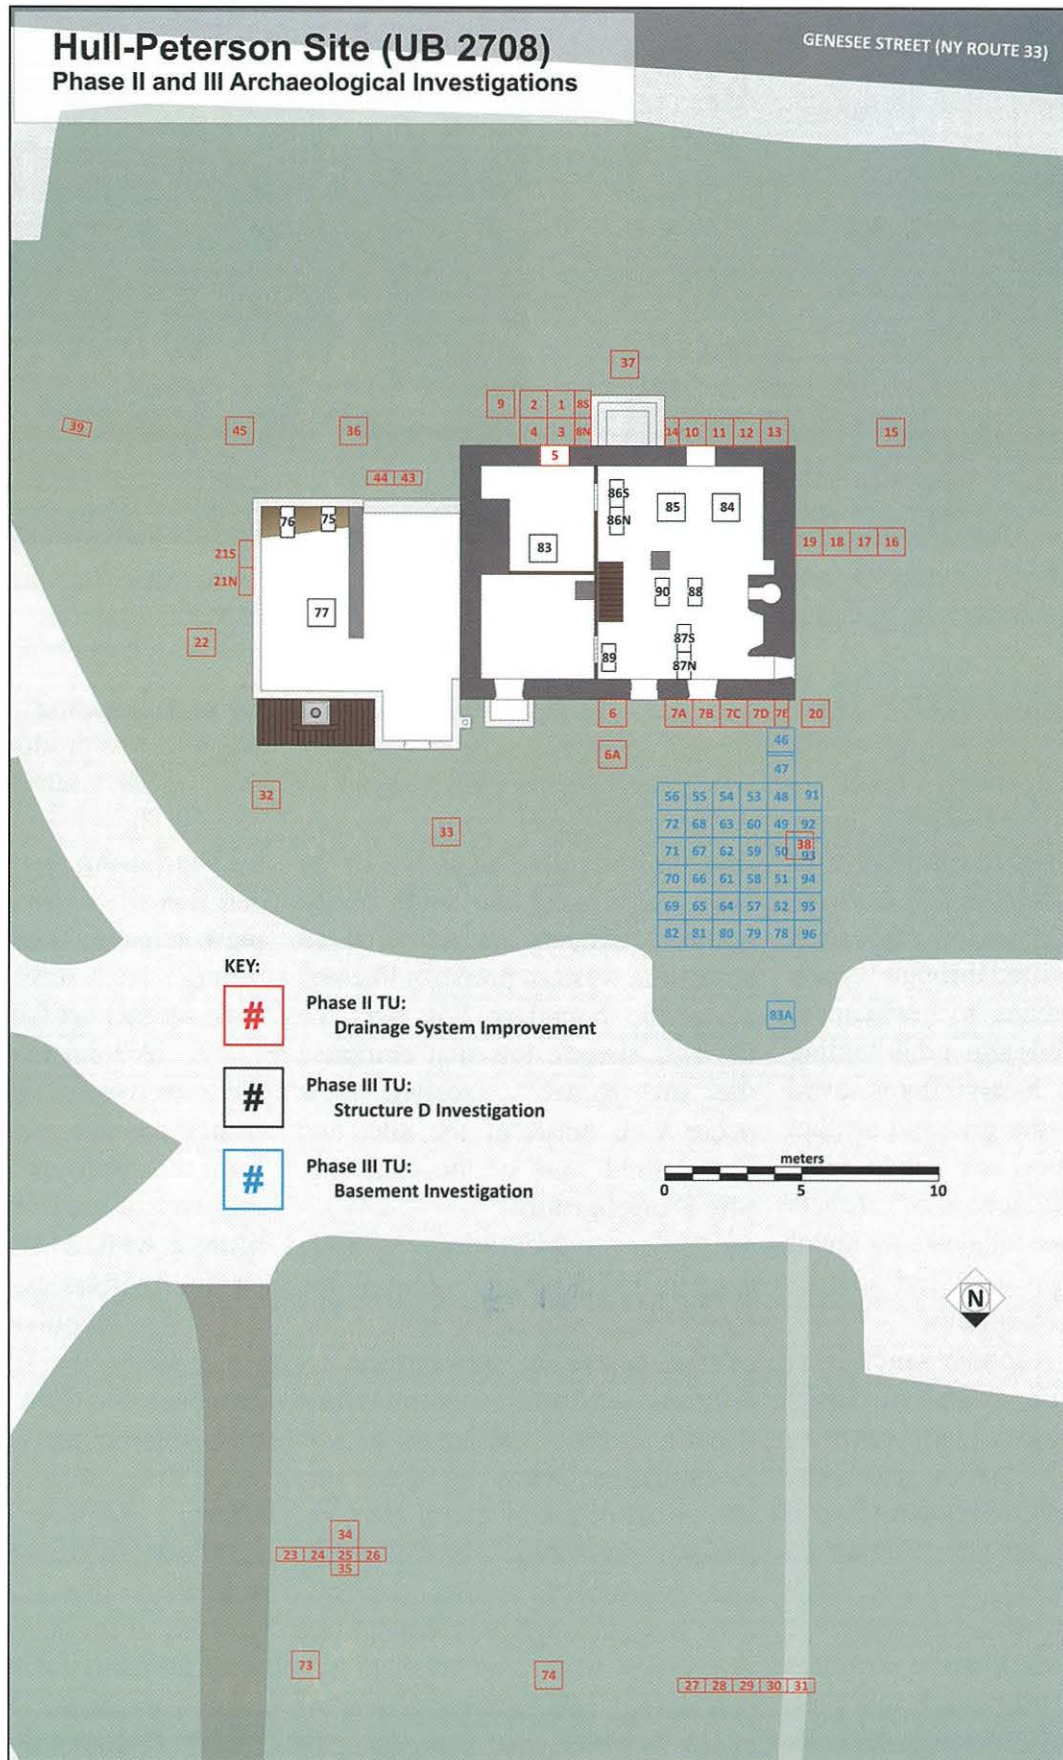 Hull-Peterson Site (UB 2708)
Phase II and III Archaeological Investigations
GENESEE STREET (NY ROUTE 33)
37
9 2 1 8S
39 45 36 4 3 8N 14 10 11 12 13 15
5
44 43
86S 85 84
76 75
86N
21S 83 19 18 17 16
21N
90 88
77
22 87S
89 87N
6 7A 7B 7C 7D 7E 20
6A 46
47
32 56 55 54 53 48 91
33 72 68 63 60 49 92
38
71 67 62 59 50 93
70 66 61 58 51 94
69 65 64 57 52 95
82 81 80 79 78 96
KEY:
# Phase II TU:
Drainage System Improvement
83A
# Phase III TU:
Structure D Investigation
# Phase III TU:
Basement Investigation
meters
0 5 10
N
34
23 24 25 26
35
73 74
27 28 29 30 31